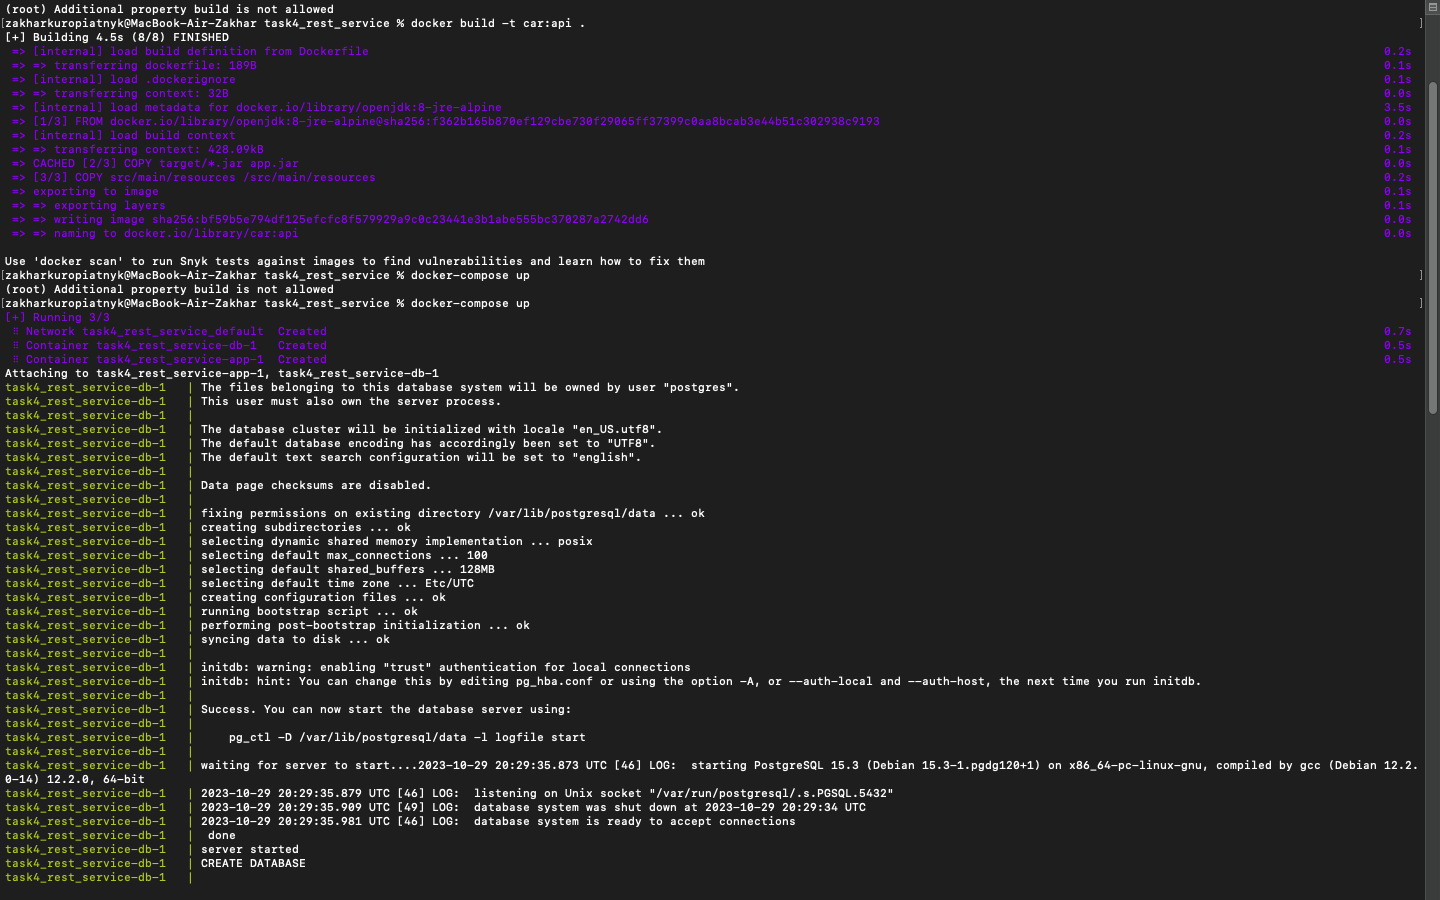 (root) Additional property build is not allowed
[zakharkuropiatnyk@MacBook-Air-Zakhar task4_rest_service % docker build -t car:api . ]
[+] Building 4.5s (8/8) FINISHED
=> [internal] load build definition from Dockerfile 0.2s
=> => transferring dockerfile: 189B 0.1s
=> [internal] load .dockerignore 0.1s
=> => transferring context: 32B 0.0s
=> [internal] load metadata for docker.io/library/openjdk:8-jre-alpine 3.5s
=> [1/3] FROM docker.io/library/openjdk:8-jre-alpine@sha256:f362b165b870ef129cbe730f29065ff37399c0aa8bcab3e44b51c302938c9193 0.0s
=> [internal] load build context 0.2s
=> => transferring context: 428.09kB 0.1s
=> CACHED [2/3] COPY target/*.jar app.jar 0.0s
=> [3/3] COPY src/main/resources /src/main/resources 0.2s
=> exporting to image 0.1s
=> => exporting layers 0.1s
=> => writing image sha256:bf59b5e794df125efcfc8f579929a9c0c23441e3b1abe555bc370287a2742dd6 0.0s
=> => naming to docker.io/library/car:api 0.0s
Use 'docker scan' to run Snyk tests against images to find vulnerabilities and learn how to fix them
[zakharkuropiatnyk@MacBook-Air-Zakhar task4_rest_service % docker-compose up ]
(root) Additional property build is not allowed
[zakharkuropiatnyk@MacBook-Air-Zakhar task4_rest_service % docker-compose up ]
[+] Running 3/3
⠿ Network task4_rest_service_default Created 0.7s
⠿ Container task4_rest_service-db-1 Created 0.5s
⠿ Container task4_rest_service-app-1 Created 0.5s
Attaching to task4_rest_service-app-1, task4_rest_service-db-1
task4_rest_service-db-1 | The files belonging to this database system will be owned by user "postgres".
task4_rest_service-db-1 | This user must also own the server process.
task4_rest_service-db-1 |
task4_rest_service-db-1 | The database cluster will be initialized with locale "en_US.utf8".
task4_rest_service-db-1 | The default database encoding has accordingly been set to "UTF8".
task4_rest_service-db-1 | The default text search configuration will be set to "english".
task4_rest_service-db-1 |
task4_rest_service-db-1 | Data page checksums are disabled.
task4_rest_service-db-1 |
task4_rest_service-db-1 | fixing permissions on existing directory /var/lib/postgresql/data ... ok
task4_rest_service-db-1 | creating subdirectories ... ok
task4_rest_service-db-1 | selecting dynamic shared memory implementation ... posix
task4_rest_service-db-1 | selecting default max_connections ... 100
task4_rest_service-db-1 | selecting default shared_buffers ... 128MB
task4_rest_service-db-1 | selecting default time zone ... Etc/UTC
task4_rest_service-db-1 | creating configuration files ... ok
task4_rest_service-db-1 | running bootstrap script ... ok
task4_rest_service-db-1 | performing post-bootstrap initialization ... ok
task4_rest_service-db-1 | syncing data to disk ... ok
task4_rest_service-db-1 |
task4_rest_service-db-1 | initdb: warning: enabling "trust" authentication for local connections
task4_rest_service-db-1 | initdb: hint: You can change this by editing pg_hba.conf or using the option -A, or --auth-local and --auth-host, the next time you run initdb.
task4_rest_service-db-1 |
task4_rest_service-db-1 | Success. You can now start the database server using:
task4_rest_service-db-1 |
task4_rest_service-db-1 | pg_ctl -D /var/lib/postgresql/data -l logfile start
task4_rest_service-db-1 |
task4_rest_service-db-1 | waiting for server to start....2023-10-29 20:29:35.873 UTC [46] LOG: starting PostgreSQL 15.3 (Debian 15.3-1.pgdg120+1) on x86_64-pc-linux-gnu, compiled by gcc (Debian 12.2.
0-14) 12.2.0, 64-bit
task4_rest_service-db-1 | 2023-10-29 20:29:35.879 UTC [46] LOG: listening on Unix socket "/var/run/postgresql/.s.PGSQL.5432"
task4_rest_service-db-1 | 2023-10-29 20:29:35.909 UTC [49] LOG: database system was shut down at 2023-10-29 20:29:34 UTC
task4_rest_service-db-1 | 2023-10-29 20:29:35.981 UTC [46] LOG: database system is ready to accept connections
task4_rest_service-db-1 | done
task4_rest_service-db-1 | server started
task4_rest_service-db-1 | CREATE DATABASE
task4_rest_service-db-1 |